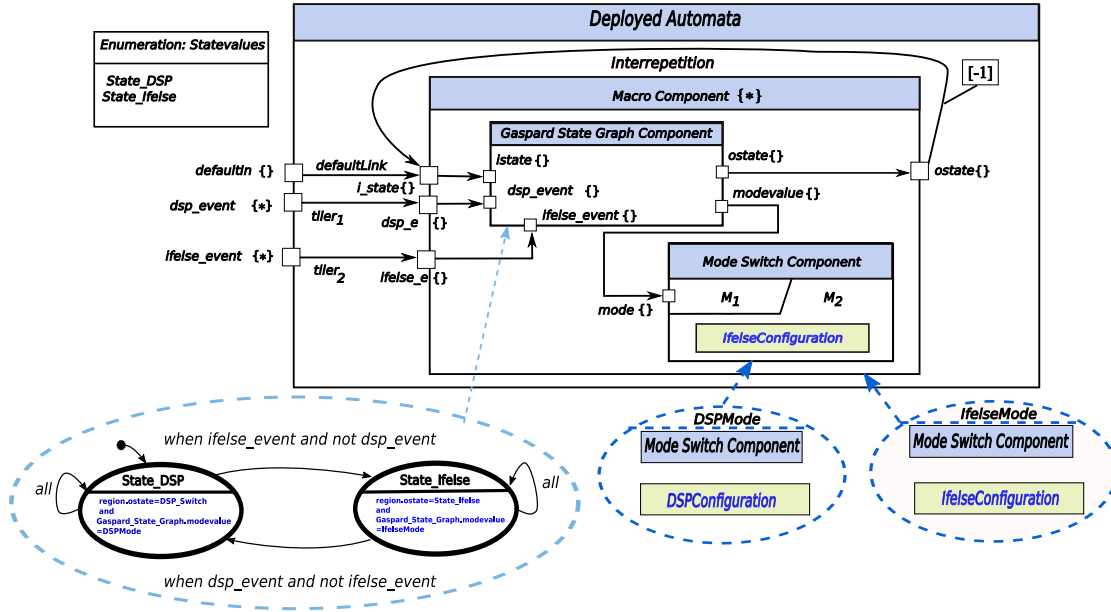 Deployed Automata
Enumeration: Statevalues
State_DSP
State_Ifelse
Interrepetition
[-1]
Macro Component {*}
Gaspard State Graph Component
defaultIn {}
defaultLink
i_state{}
istate{}
ostate{}
ostate{}
dsp_event {*}
tiler1
dsp_e {}
dsp_event {}
modevalue{}
ifelse_event {}
ifelse_event {*}
tiler2
ifelse_e{}
Mode Switch Component
M1
M2
mode {}
IfelseConfiguration
DSPMode
Mode Switch Component
DSPConfiguration
IfelseMode
Mode Switch Component
IfelseConfiguration
when ifelse_event and not dsp_event
all
State_DSP
region.ostate=DSP_Switch
and
Gaspard_State_Graph.modevalue
=DSPMode
State_Ifelse
region.ostate=State_Ifelse
and
Gaspard_State_Graph.modevalue
=IfelseMode
all
when dsp_event and not ifelse_event